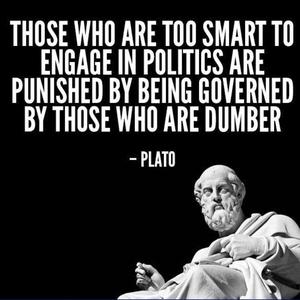 THOSE WHO ARE TOO SMART TO
ENGAGE IN POLITICS ARE
PUNISHED BY BEING GOVERNED
BY THOSE WHO ARE DUMBER
– PLATO